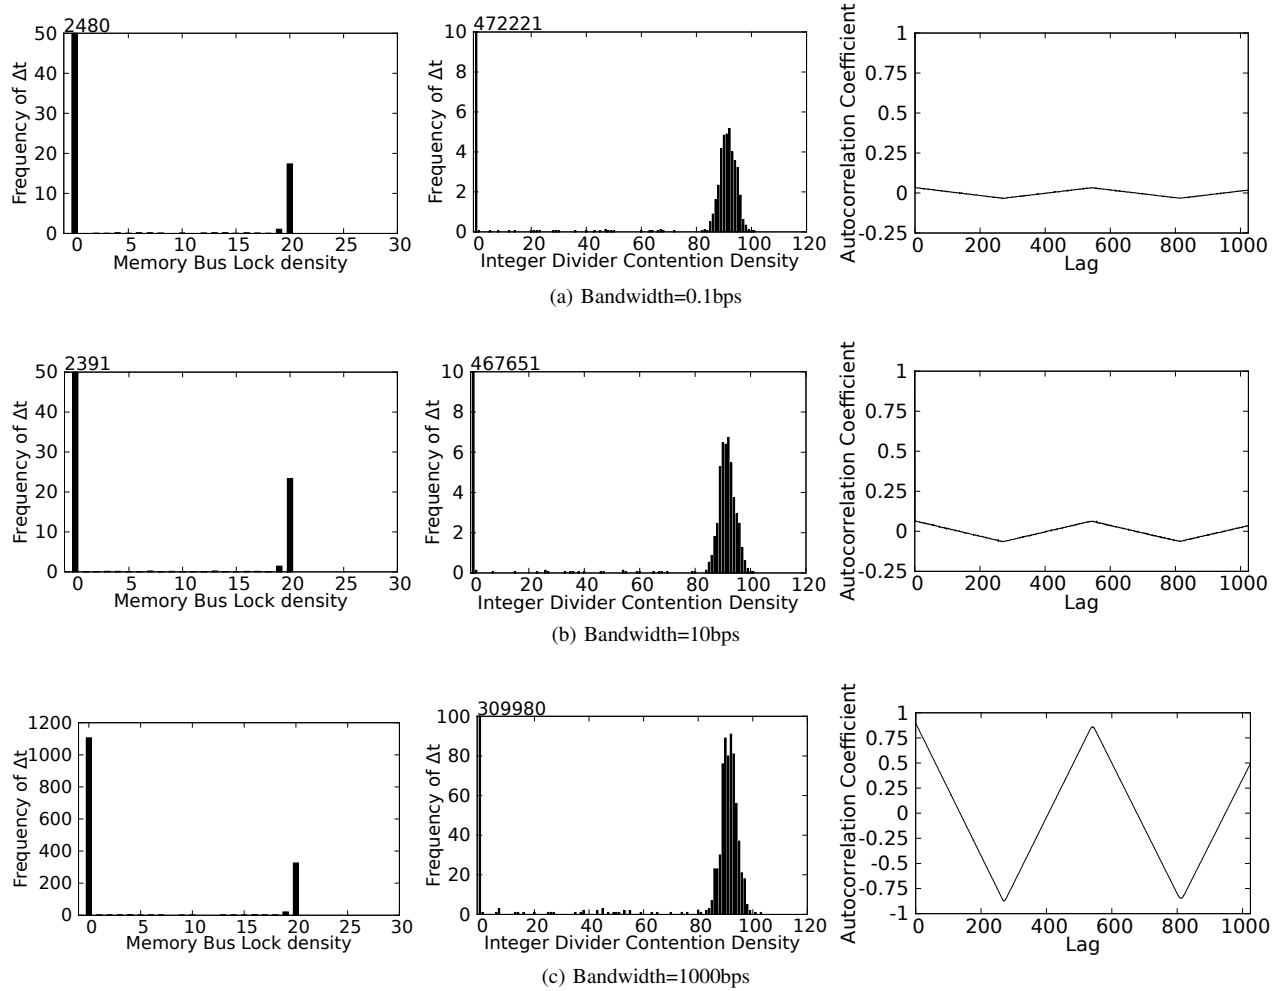 2480
50
40
30
20
10
0
Frequency of Δt
0 5 10 15 20 25 30
Memory Bus Lock density
472221
10
8
6
4
2
0
Frequency of Δt
0 20 40 60 80 100 120
Integer Divider Contention Density
1
0.75
0.5
0.25
0
-0.25
Autocorrelation Coefficient
0 200 400 600 800 1000
Lag
(a) Bandwidth=0.1bps
2391
50
40
30
20
10
0
Frequency of Δt
0 5 10 15 20 25 30
Memory Bus Lock density
467651
10
8
6
4
2
0
Frequency of Δt
0 20 40 60 80 100 120
Integer Divider Contention Density
1
0.75
0.5
0.25
0
-0.25
Autocorrelation Coefficient
0 200 400 600 800 1000
Lag
(b) Bandwidth=10bps
1200
1000
800
600
400
200
0
Frequency of Δt
0 5 10 15 20 25 30
Memory Bus Lock density
309980
100
80
60
40
20
0
Frequency of Δt
0 20 40 60 80 100 120
Integer Divider Contention Density
1
0.75
0.5
0.25
0
-0.25
-0.5
-0.75
-1
Autocorrelation Coefficient
0 200 400 600 800 1000
Lag
(c) Bandwidth=1000bps